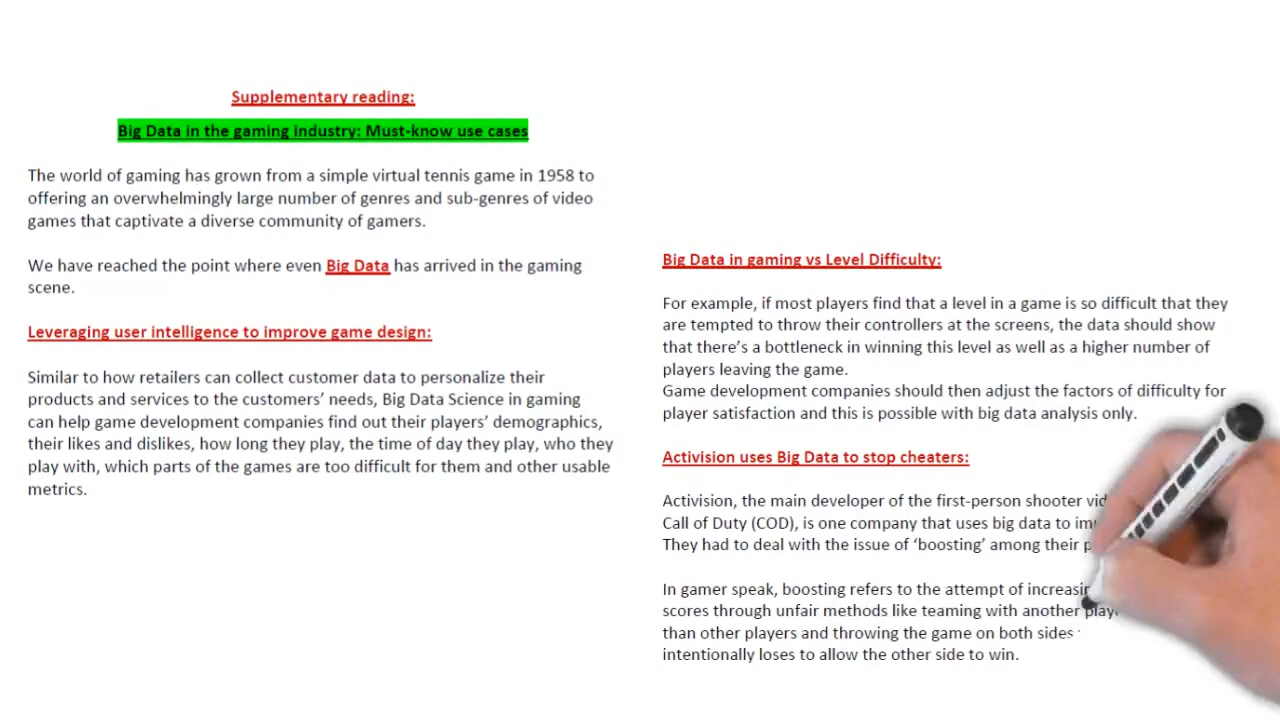 Supplementary reading:
Big Data in the gaming industry: Must-know use cases
The world of gaming has grown from a simple virtual tennis game in 1958 to
offering an overwhelmingly large number of genres and sub-genres of video
games that captivate a diverse community of gamers.
We have reached the point where even Big Data has arrived in the gaming
scene.
Leveraging user intelligence to improve game design:
Similar to how retailers can collect customer data to personalize their
products and services to the customers’ needs, Big Data Science in gaming
can help game development companies find out their players’ demographics,
their likes and dislikes, how long they play, the time of day they play, who they
play with, which parts of the games are too difficult for them and other usable
metrics.
Big Data in gaming vs Level Difficulty:
For example, if most players find that a level in a game is so difficult that they
are tempted to throw their controllers at the screens, the data should show
that there’s a bottleneck in winning this level as well as a higher number of
players leaving the game.
Game development companies should then adjust the factors of difficulty for
player satisfaction and this is possible with big data analysis only.
Activision uses Big Data to stop cheaters:
Activision, the main developer of the first-person shooter
Call of Duty (COD), is one company that uses big data to
They had to deal with the issue of ‘boosting’ among their
In gamer speak, boosting refers to the attempt of
scores through unfair methods like teaming with another
than other players and throwing the game on both sides
intentionally loses to allow the other side to win.